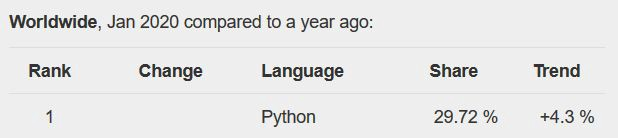 Worldwide, Jan 2020 compared to a year ago:
Rank Change Language Share Trend
1 Python 29.72 % +4.3 %